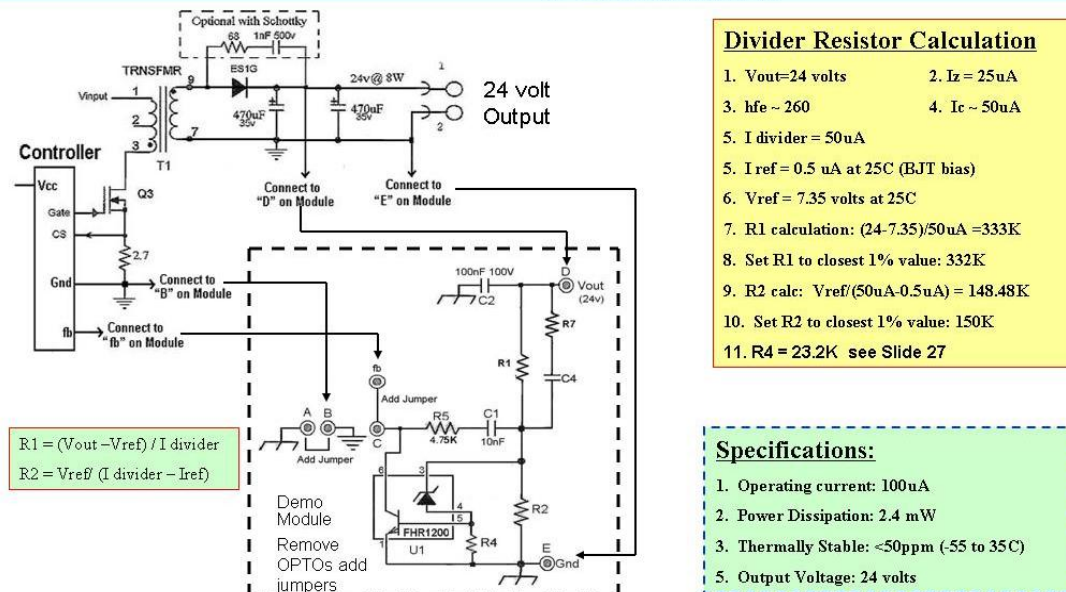 Optional with Schottky
68
1nF 500v
TRNSFMR
9
ES1G
24v@ 8W
1
24 volt
Output
2
Vinput
1
2
3
7
T1
470uF
35v
470uF
35v
Controller
Vcc
Q3
Gate
CS
2.7
Gnd
fb
Connect to
"D" on Module
Connect to
"E" on Module
Connect to
"B" on Module
Connect to
"fb" on Module
100nF 100V
C2
D
Vout
(24v)
R7
R1
C4
fb
Add Jumper
A B
C
Add Jumper
R5
4.75K
C1
10nF
6
3
4
5
FHR1200
1
U1
R4
R2
E
Gnd
Demo
Module
Remove
OPTOs add
jumpers
R1 = (Vout –Vref) / I divider
R2 = Vref/ (I divider – Iref)
Divider Resistor Calculation
1. Vout=24 volts 2. Iz = 25uA
3. hfe ~ 260 4. Ic ~ 50uA
5. I divider = 50uA
5. I ref = 0.5 uA at 25C (BJT bias)
6. Vref = 7.35 volts at 25C
7. R1 calculation: (24-7.35)/50uA =333K
8. Set R1 to closest 1% value: 332K
9. R2 calc: Vref/(50uA-0.5uA) = 148.48K
10. Set R2 to closest 1% value: 150K
11. R4 = 23.2K see Slide 27
Specifications:
1. Operating current: 100uA
2. Power Dissipation: 2.4 mW
3. Thermally Stable: <50ppm (-55 to 35C)
5. Output Voltage: 24 volts